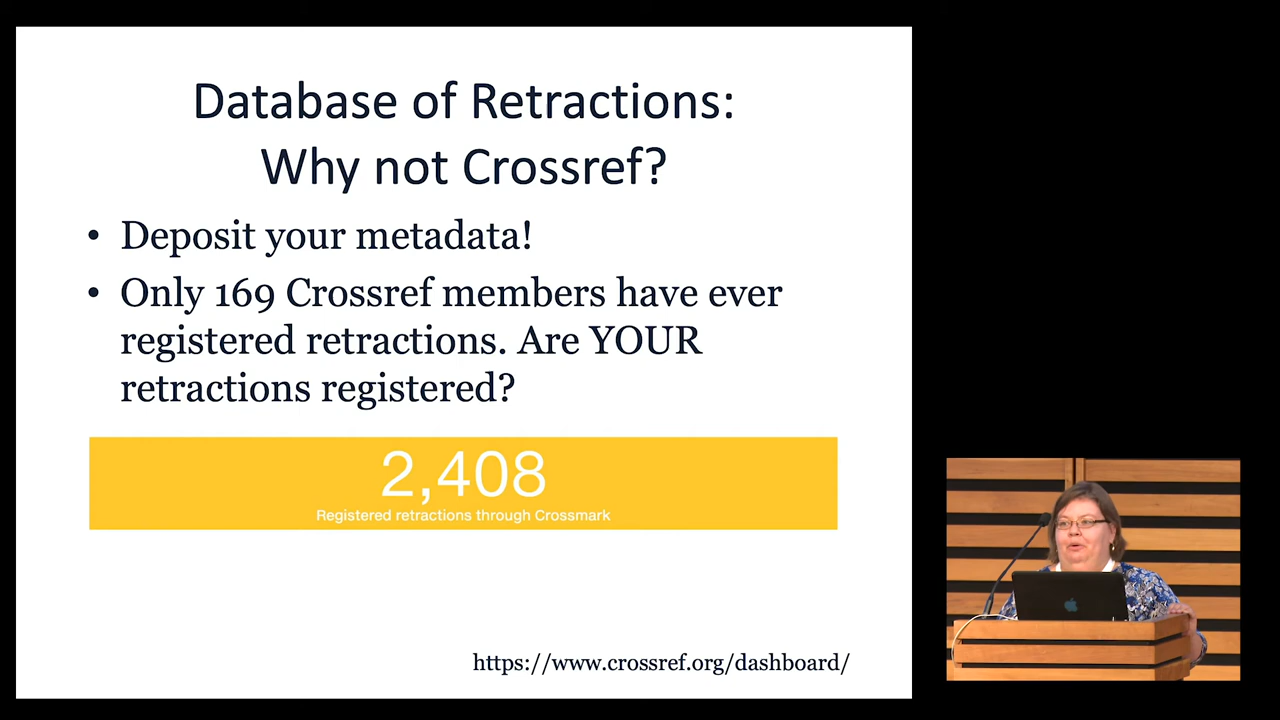 Database of Retractions:
Why not Crossref?
• Deposit your metadata!
• Only 169 Crossref members have ever
registered retractions. Are YOUR
retractions registered?
2,408
Registered retractions through Crossmark
https://www.crossref.org/dashboard/